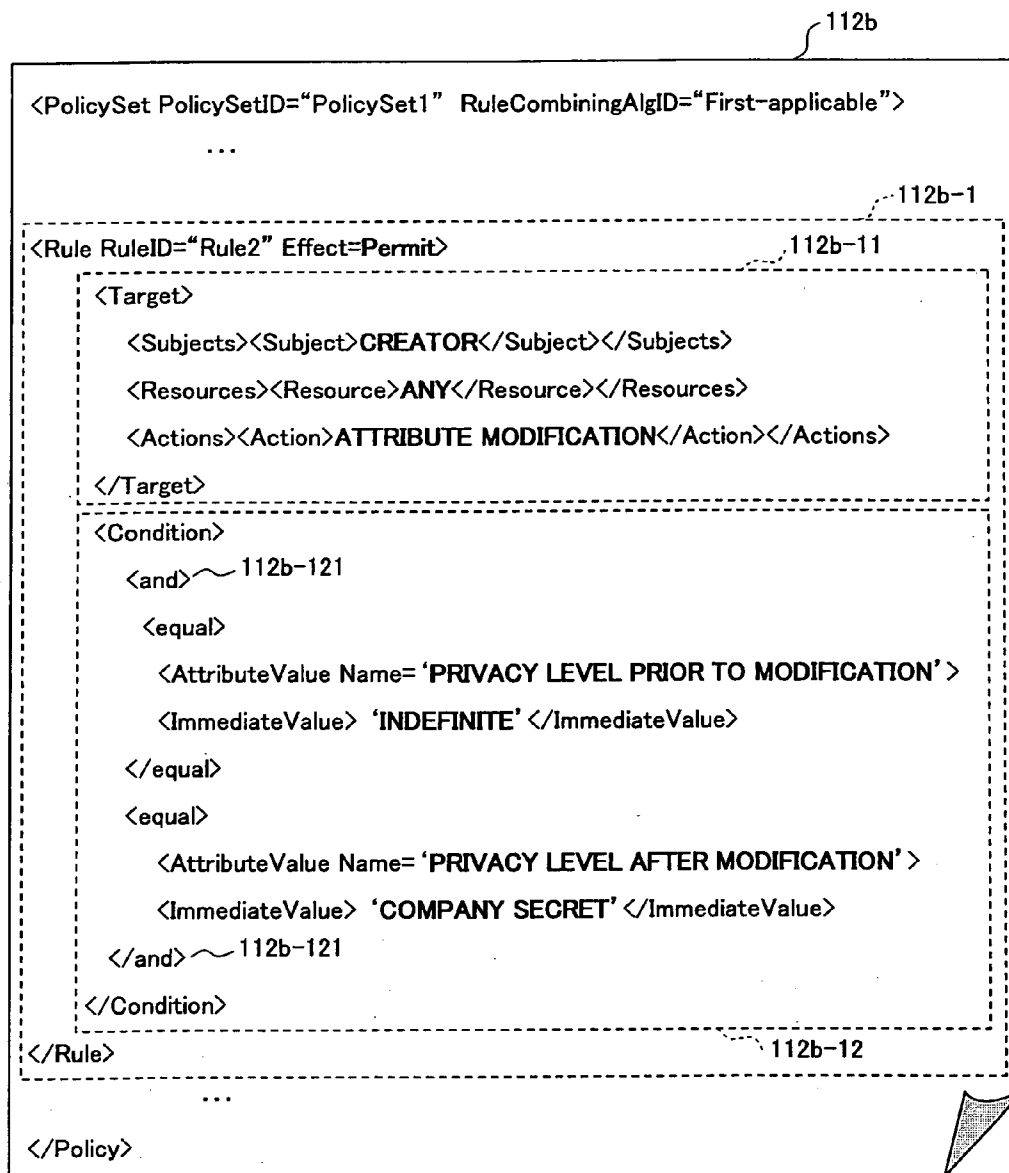 112b
<PolicySet PolicySetID=“PolicySet1” RuleCombiningAlgID=“First-applicable”>
...
112b-1
<Rule RuleID=“Rule2” Effect=Permit>
112b-11
<Target>
<Subjects><Subject>CREATOR</Subject></Subjects>
<Resources><Resource>ANY</Resource></Resources>
<Actions><Action>ATTRIBUTE MODIFICATION</Action></Actions>
</Target>
<Condition>
<and> 112b-121
<equal>
<AttributeValue Name= ‘PRIVACY LEVEL PRIOR TO MODIFICATION’ >
<ImmediateValue> ‘INDEFINITE’ </ImmediateValue>
</equal>
<equal>
<AttributeValue Name= ‘PRIVACY LEVEL AFTER MODIFICATION’ >
<ImmediateValue> ‘COMPANY SECRET’ </ImmediateValue>
</and> 112b-121
</Condition>
</Rule>
112b-12
...
</Policy>